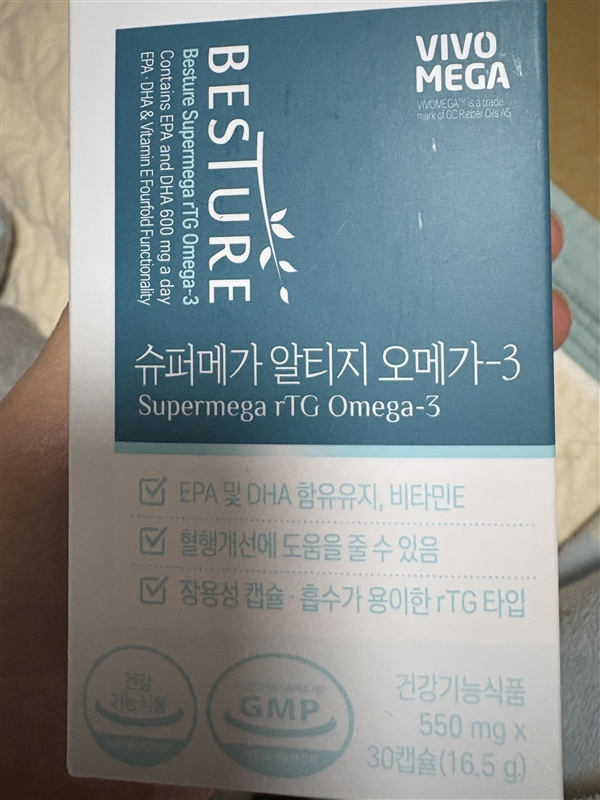 VIVO
MEGA
VIVOMEGA™ is a trade
mark of GC Rieber Oils AS
BESTURE
Besture Supermega rTG Omega-3
Contains EPA and DHA 600 mg a day
EPA·DHA & Vitamin E Fourfold Functionality
슈퍼메가 알티지 오메가-3
Supermega rTG Omega-3
EPA 및 DHA 함유유지, 비타민E
혈행개선에 도움을 줄 수 있음
장용성 캡슐·흡수가 용이한 rTG 타입
건강
기능식품
GMP
건강기능식품
550 mg x
30캡슐(16.5 g)